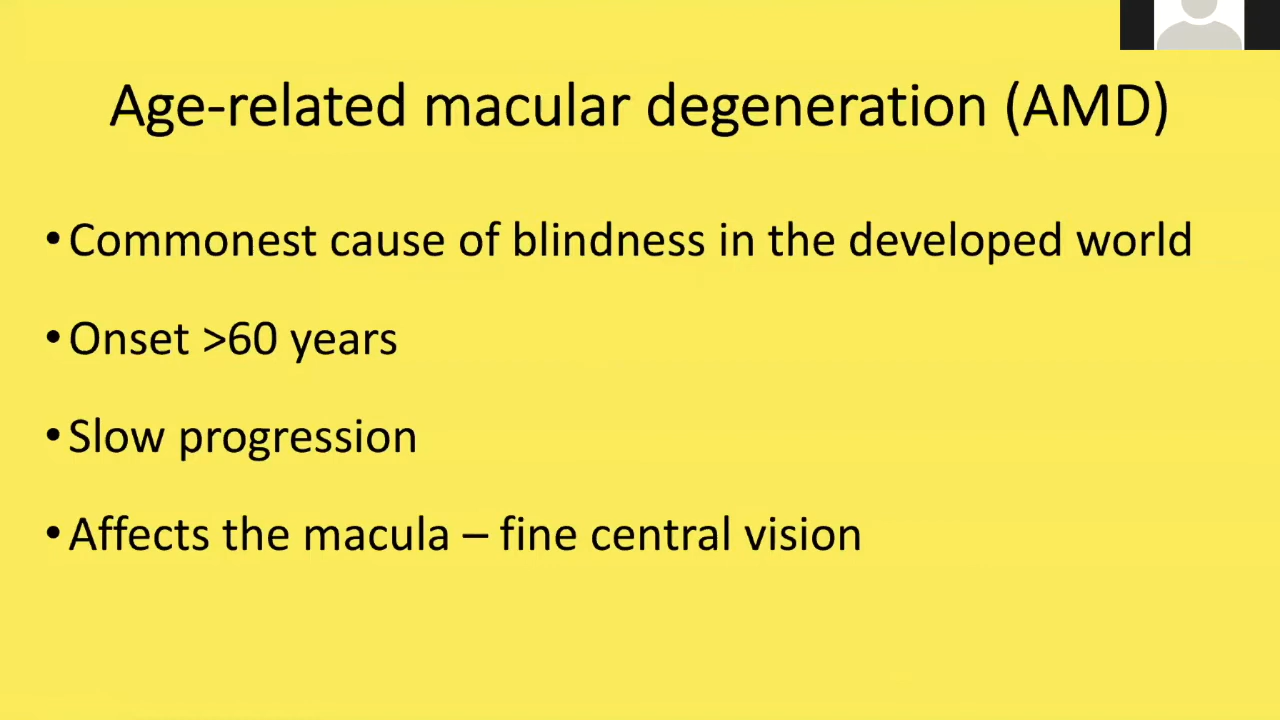 Age-related macular degeneration (AMD)
• Commonest cause of blindness in the developed world
• Onset >60 years
• Slow progression
• Affects the macula – fine central vision